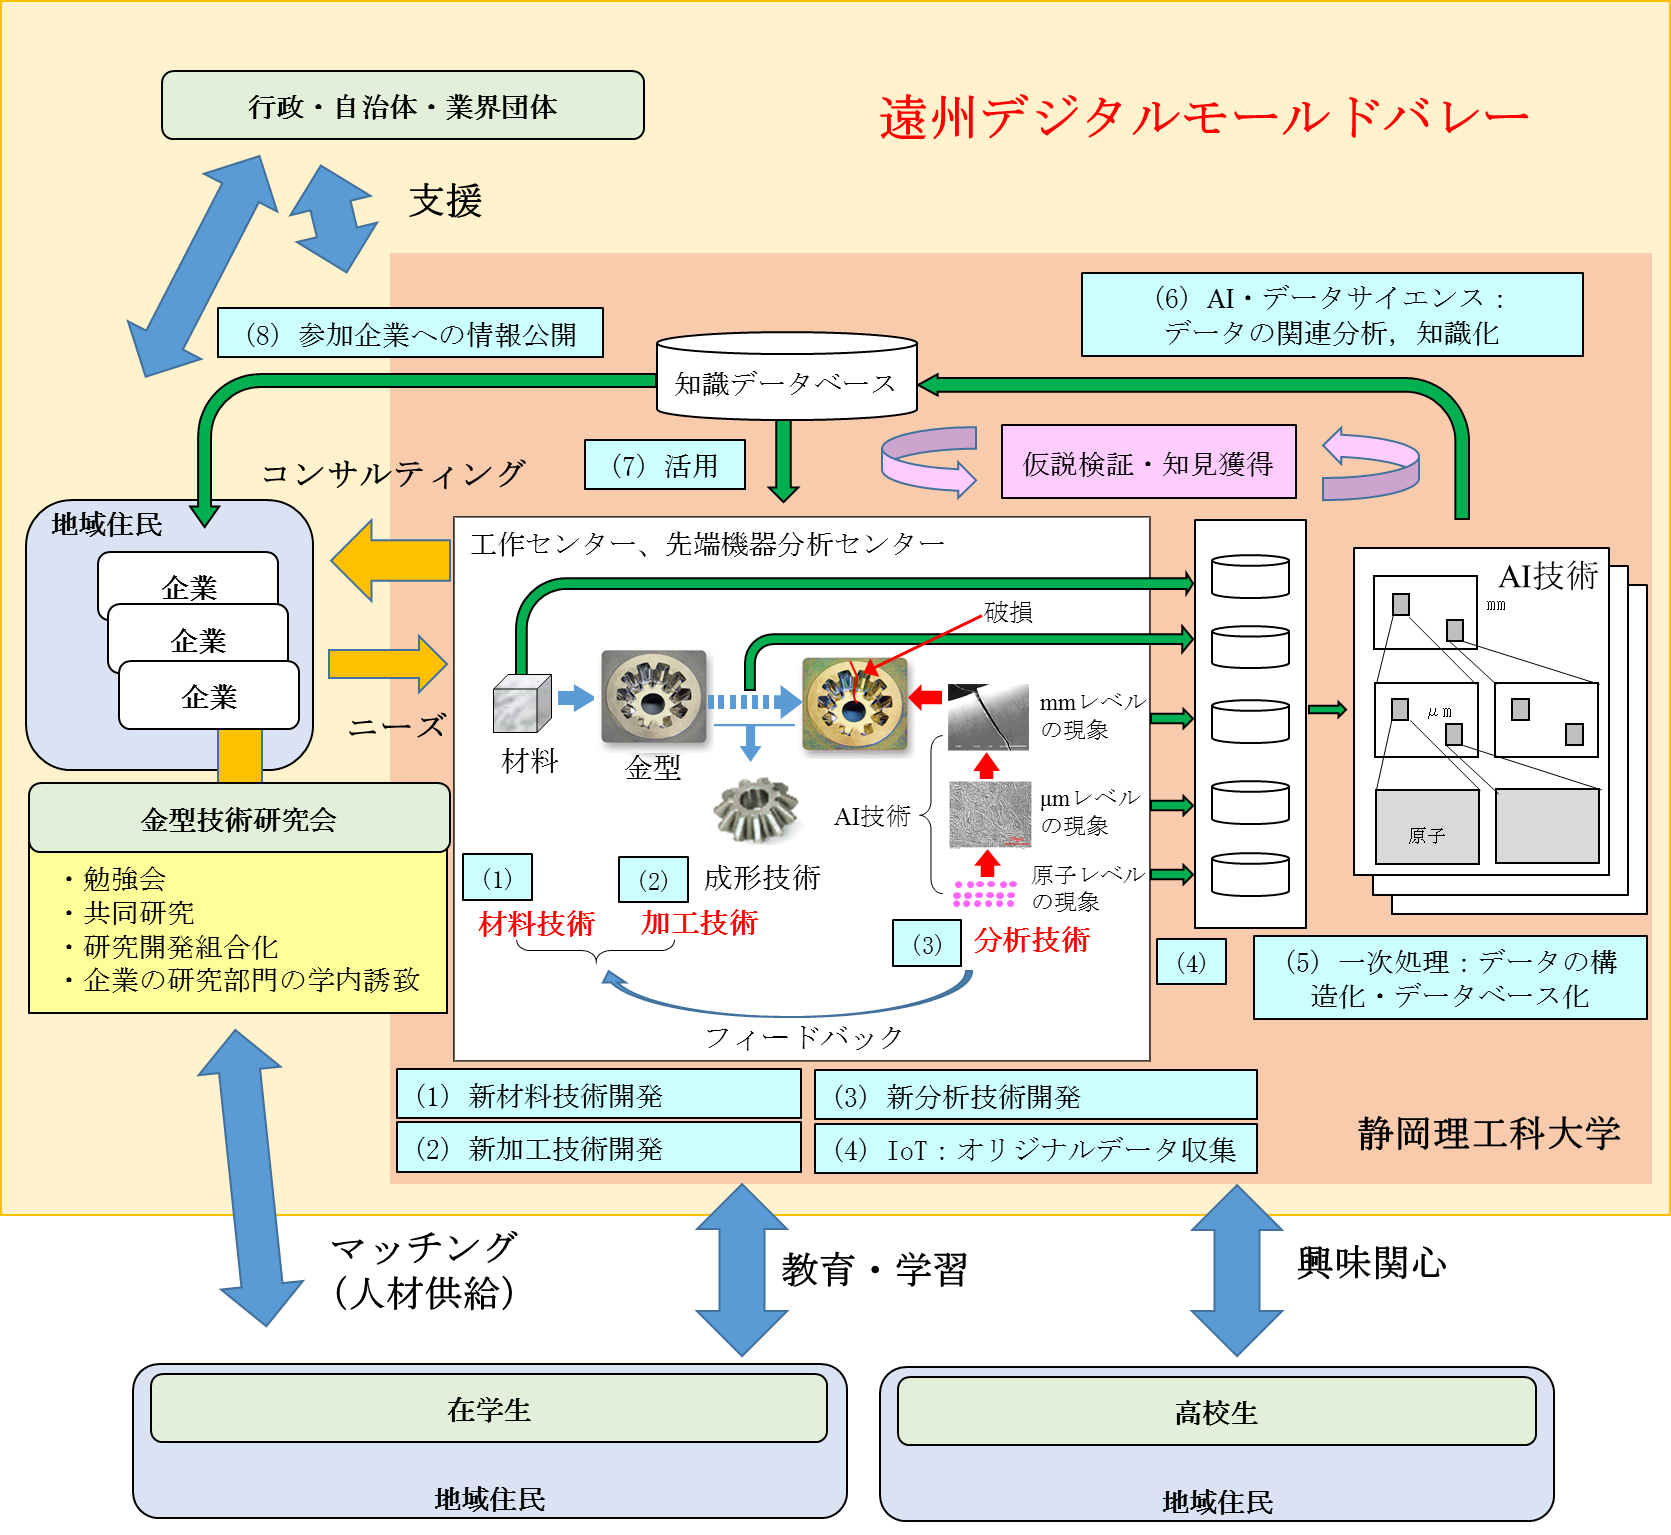 行政・自治体・業界団体
遠州デジタルモールドバレー
支援
(6) AI・データサイエンス：
データの関連分析，知識化
(8) 参加企業への情報公開
知識データベース
(7) 活用
仮説検証・知見獲得
コンサルティング
地域住民
企業
企業
企業
ニーズ
工作センター、先端機器分析センター
破損
材料
金型
mmレベル
の現象
μmレベル
の現象
AI技術
原子レベル
の現象
成形技術
(1)
材料技術
(2)
加工技術
(3)
分析技術
フィードバック
AI技術
mm
μm
原子
(4)
(5) 一次処理：データの構
造化・データベース化
金型技術研究会
・勉強会
・共同研究
・研究開発組合化
・企業の研究部門の学内誘致
(1) 新材料技術開発
(2) 新加工技術開発
(3) 新分析技術開発
(4) IoT：オリジナルデータ収集
静岡理工科大学
マッチング
(人材供給)
教育・学習
興味関心
在学生
地域住民
高校生
地域住民